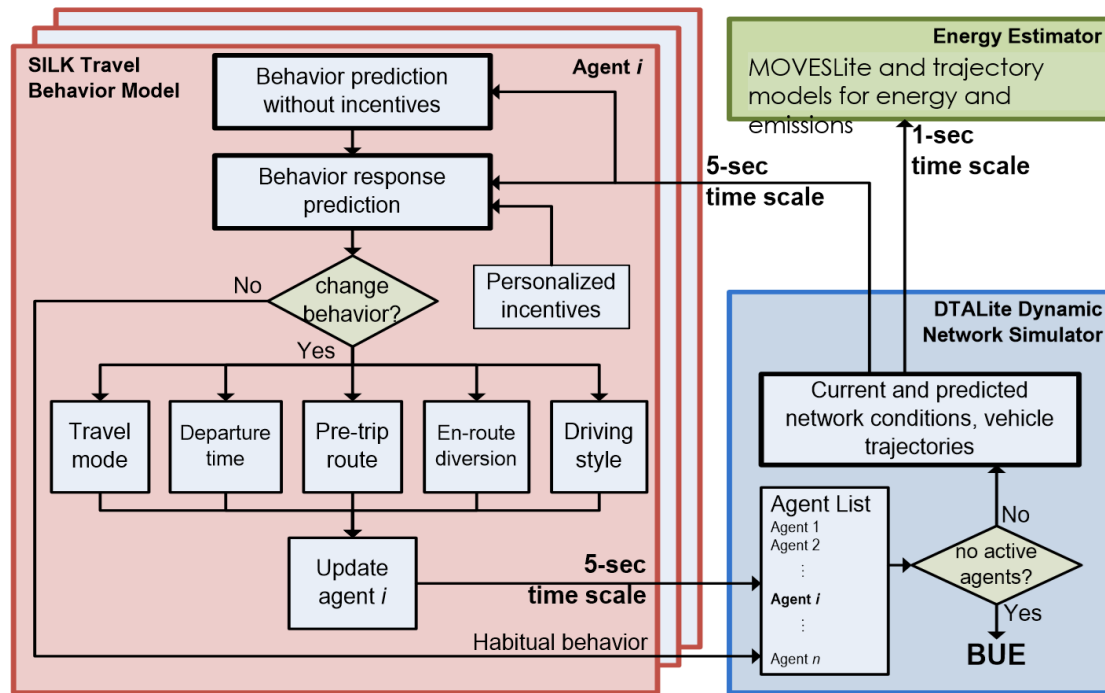 SILK Travel
Behavior Model
Agent i
Behavior prediction
without incentives
Behavior response
prediction
Personalized
incentives
change
behavior?
No
Yes
Travel
mode
Departure
time
Pre-trip
route
En-route
diversion
Driving
style
Update
agent i
5-sec
time scale
Habitual behavior
5-sec
time scale
1-sec
time scale
Energy Estimator
MOVESLite and trajectory
models for energy and
emissions
DTALite Dynamic
Network Simulator
Current and predicted
network conditions, vehicle
trajectories
Agent List
Agent 1
Agent 2
⋮
Agent i
⋮
Agent n
no active
agents?
No
Yes
BUE